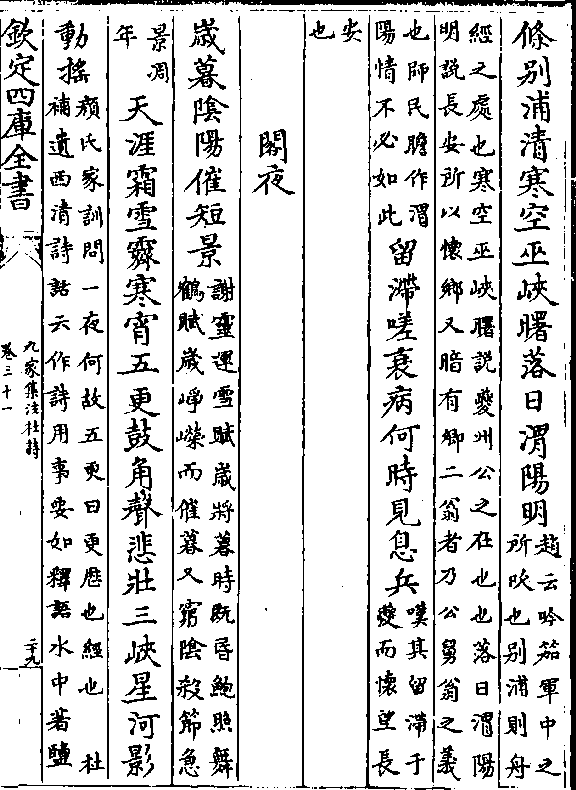 條别浦清寒空巫峽曙落日渭陽明
趙云吟笳軍中之
所吹也别浦則舟
經之處也寒空巫峽曙說夔州公之在也也落日渭陽
明說長安所以懷鄉又暗有鄉二翁者乃公舅翁之義
也師民瞻作渭
陽情不必如此
留滯嗟衰病何時見息兵
嘆其留滯于
夔而懷望長
安
也
閣夜
歲暮陰陽催短景
謝靈運雪賦歲將暮時既昏鮑照舞
鶴賦歲崢嶸而催暮又窮陰殺節急
景凋
年
天涯霜雪霽寒宵五更鼓角聲悲壯三峽星河影
動搖
顏氏家訓問一夜何故五更曰更歷也經也 杜
補遺西清詩話云作詩用事要如釋語水中著鹽
欽定四庫全書
九家集注杜詩
卷三十一
二十九